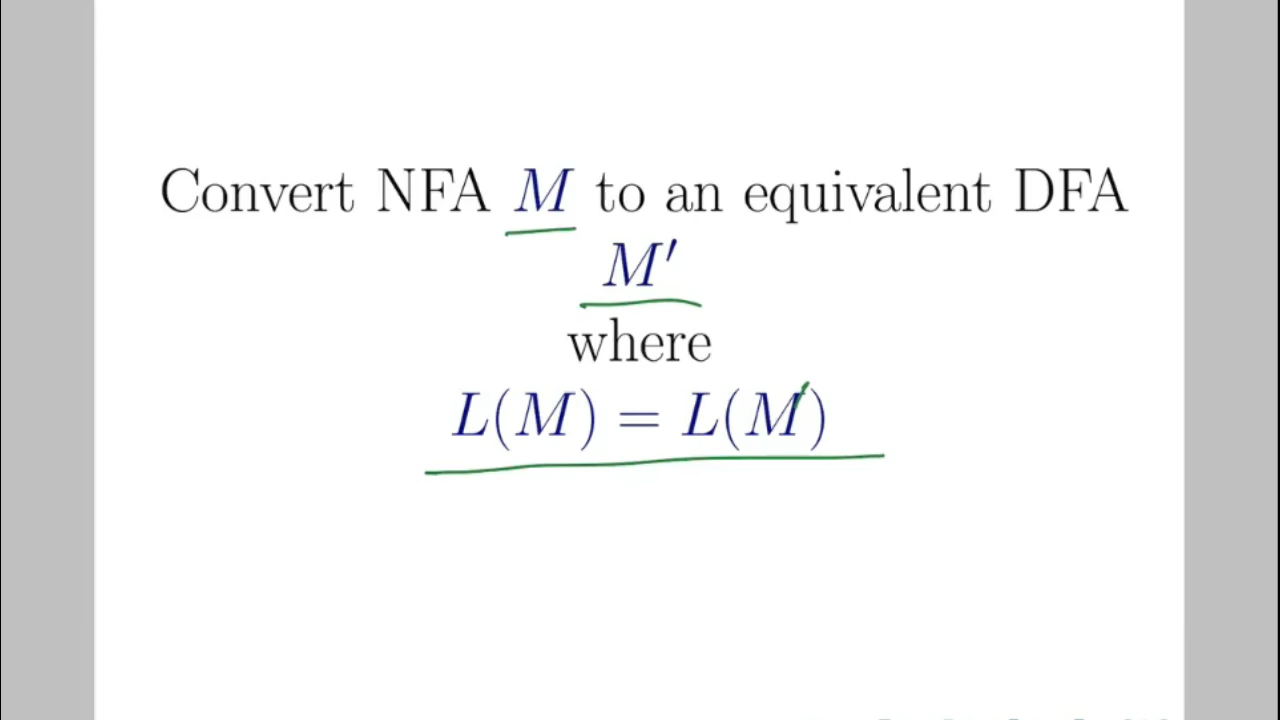 Convert NFA M to an equivalent DFA
M′
where
L(M) = L(M′)